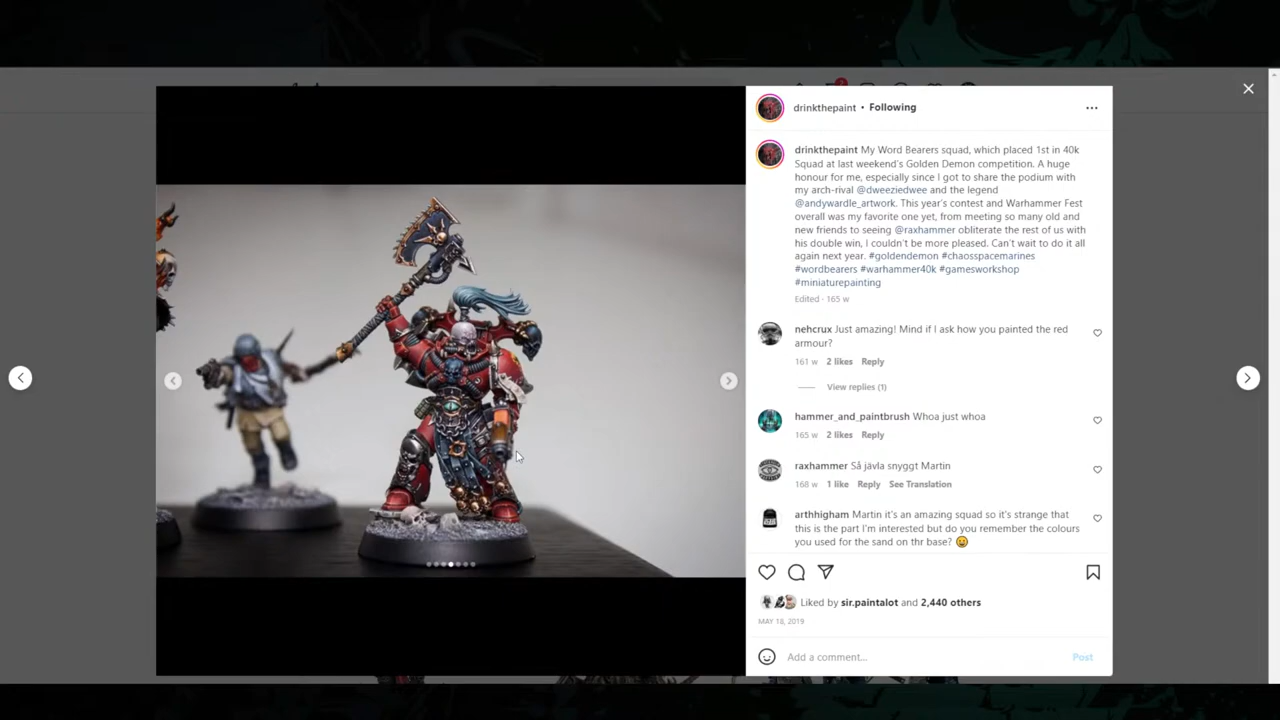 drinkthepaint • Following
drinkthepaint My Word Bearers squad, which placed 1st in 40k
Squad at last weekend's Golden Demon competition. A huge
honour for me, especially since I got to share the podium with
my arch-rival @dweeziedwee and the legend
@andywardle_artwork. This year's contest and Warhammer Fest
overall was my favorite one yet, from meeting so many old and
new friends to seeing @raxhammer obliterate the rest of us with
his double win, I couldn't be more pleased. Can't wait to do it all
again next year. #goldendemon #chaosspacemarines
#wordbearers #warhammer40k #gamesworkshop
#miniaturepainting
Edited · 165 w
nehcrux Just amazing! Mind if I ask how you painted the red
armour?
161 w 2 likes Reply
View replies (1)
hammer_and_paintbrush Whoa just whoa
165 w 2 likes Reply
raxhammer Så jävla snyggt Martin
168 w 1 like Reply See Translation
arthhigham Martin it's an amazing squad so it's strange that
this is the part I'm interested but do you remember the colours
you used for the sand on thr base?
Liked by sir.paintalot and 2,440 others
MAY 18, 2019
Add a comment... Post